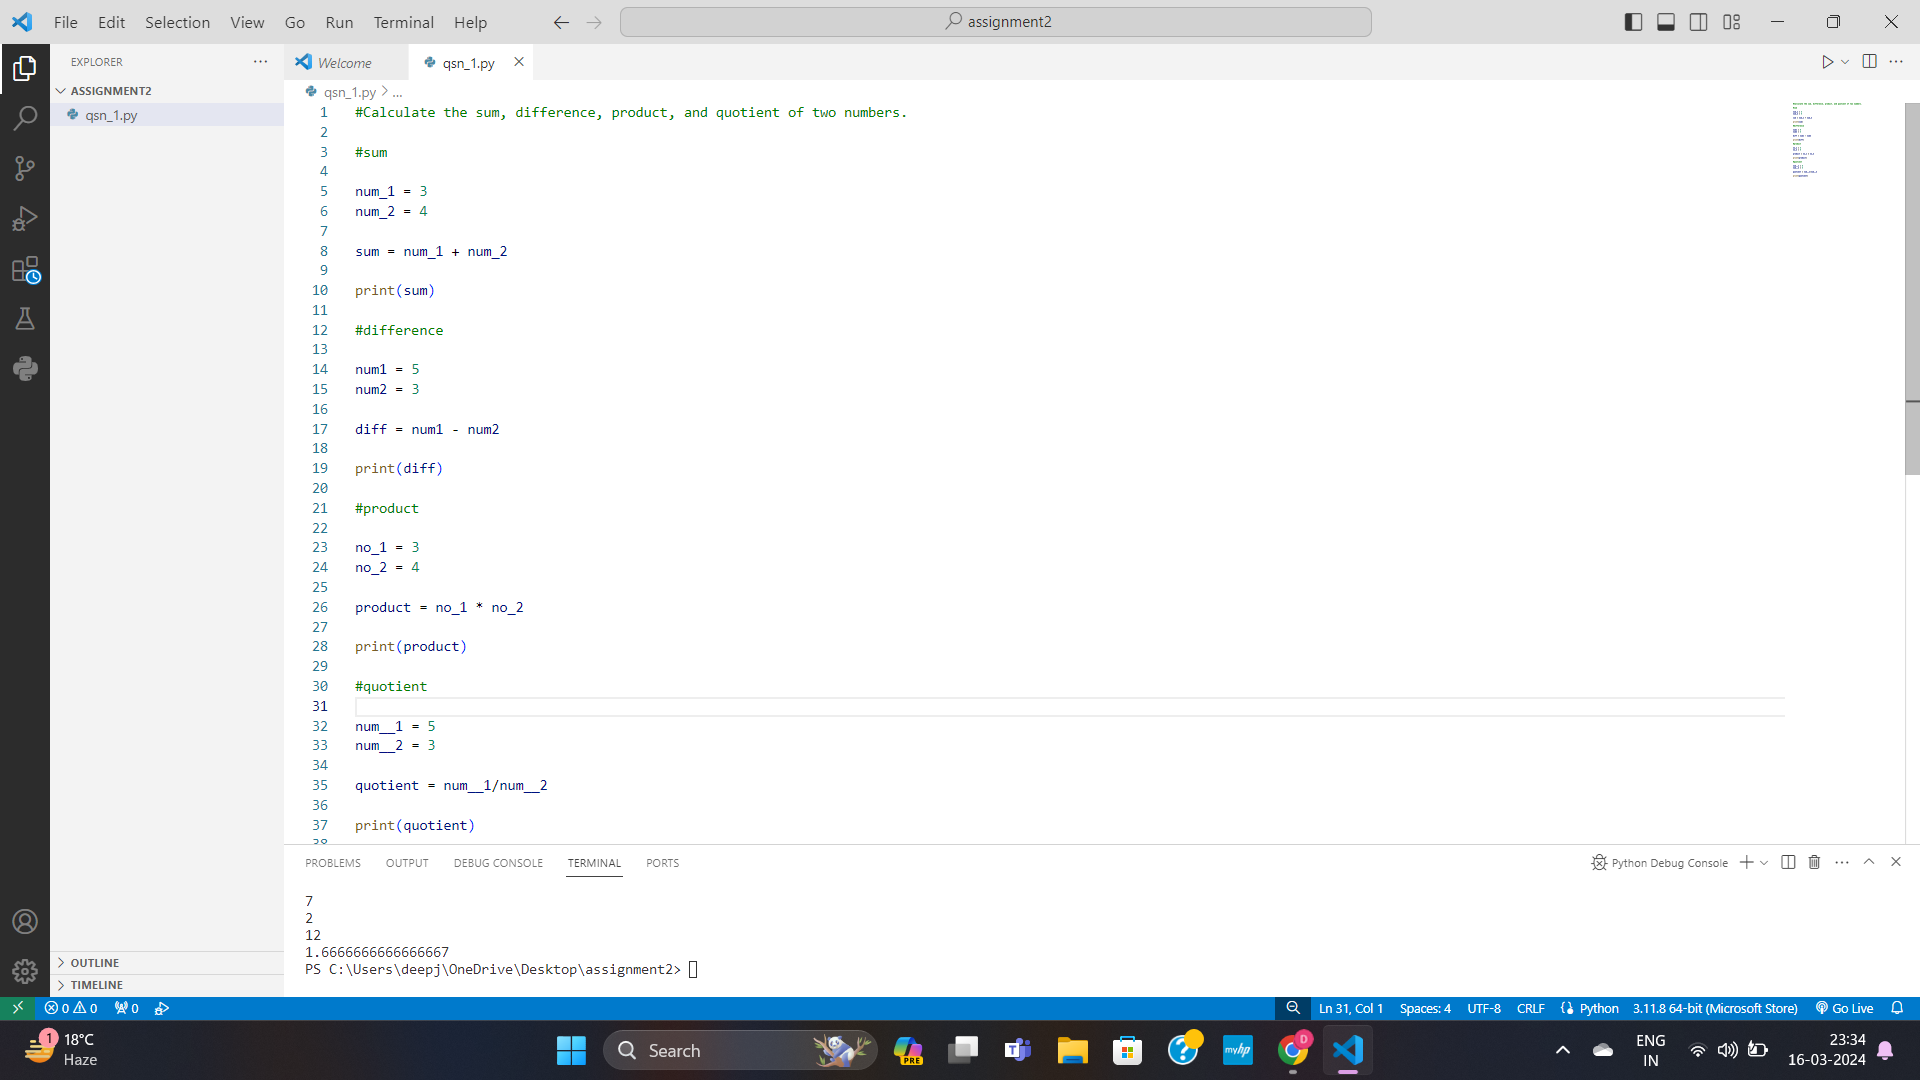 File Edit Selection View Go Run Terminal Help
assignment2
EXPLORER
ASSIGNMENT2
qsn_1.py
OUTLINE
TIMELINE
Welcome
qsn_1.py
qsn_1.py > ...
1 #Calculate the sum, difference, product, and quotient of two numbers.
2
3 #sum
4
5 num_1 = 3
6 num_2 = 4
7
8 sum = num_1 + num_2
9
10 print(sum)
11
12 #difference
13
14 num1 = 5
15 num2 = 3
16
17 diff = num1 - num2
18
19 print(diff)
20
21 #product
22
23 no_1 = 3
24 no_2 = 4
25
26 product = no_1 * no_2
27
28 print(product)
29
30 #quotient
31
32 num__1 = 5
33 num__2 = 3
34
35 quotient = num__1/num__2
36
37 print(quotient)
38
PROBLEMS OUTPUT DEBUG CONSOLE TERMINAL PORTS
Python Debug Console
7
2
12
1.6666666666666667
PS C:\Users\deepj\OneDrive\Desktop\assignment2>
0 0 0
Ln 31, Col 1 Spaces: 4 UTF-8 CRLF Python 3.11.8 64-bit (Microsoft Store) Go Live
1
18°C
Haze
Search
PRE
myhp
D
ENG
IN
23:34
16-03-2024